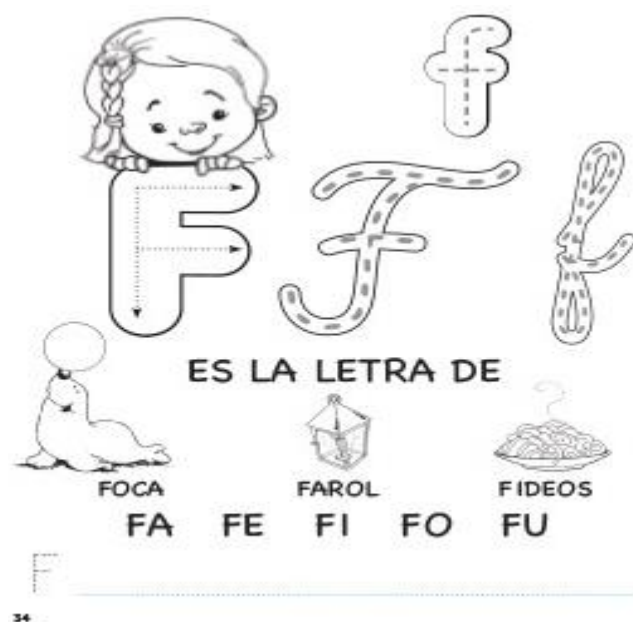 f
F F f
ES LA LETRA DE
FOCA FAROL FIDEOS
FA FE FI FO FU
F
34